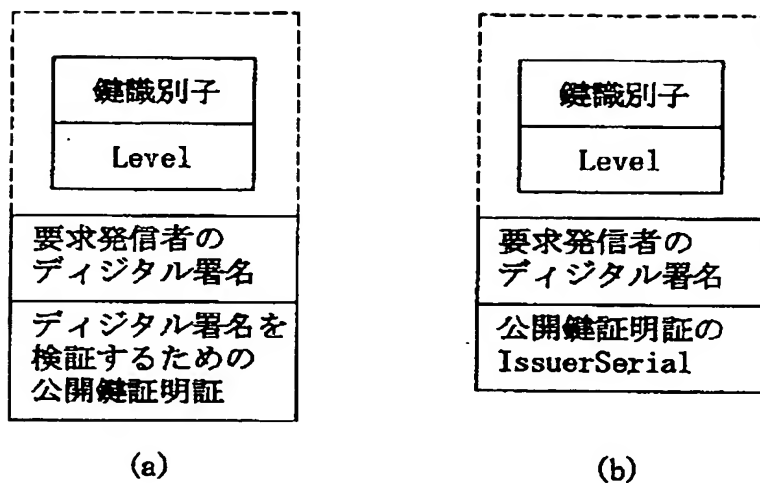 鍵識別子
Level
要求発信者の
ディジタル署名
ディジタル署名を
検証するための
公開鍵証明証
(a)
鍵識別子
Level
要求発信者の
ディジタル署名
公開鍵証明証の
IssuerSerial
(b)